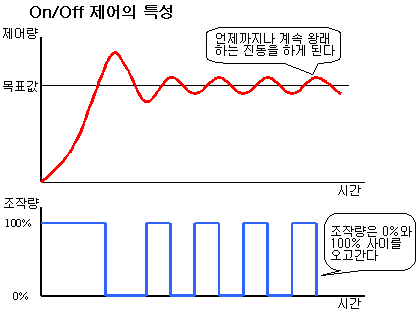 On/Off 제어의 특성
제어량
언제까지나 계속 왕래
하는 진동을 하게 된다
목표값
시간
조작량
100%
조작량은 0%와
100% 사이를
오고간다
0%
시간